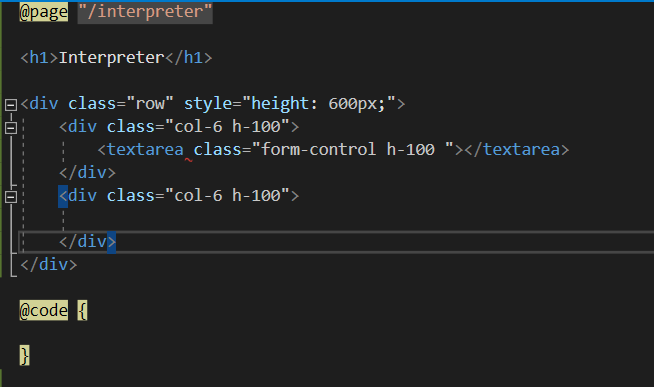 @page "/interpreter"
<h1>Interpreter</h1>
<div class="row" style="height: 600px;">
    <div class="col-6 h-100">
        <textarea class="form-control h-100 "></textarea>
    </div>
    <div class="col-6 h-100">
    </div>
</div>
@code {
}